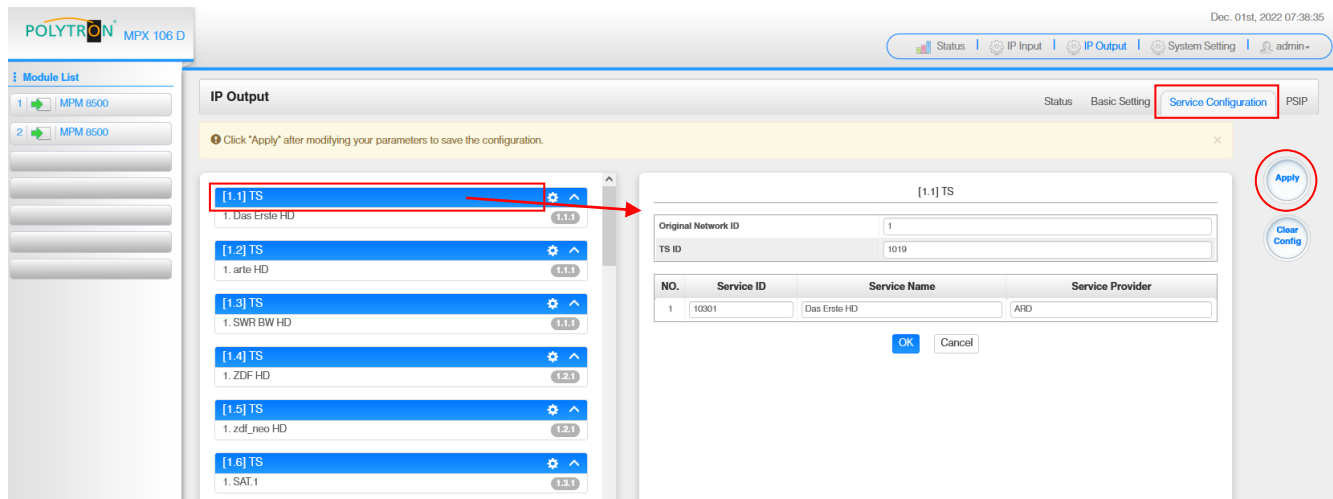 Dec. 01st, 2022 07:38:35
POLYTRON MPX 106 D
Status IP Input IP Output System Setting admin
Module List
1 MPM 8500
2 MPM 8500
IP Output
Status Basic Setting Service Configuration PSIP
Click "Apply" after modifying your parameters to save the configuration.
Apply
Clear
Config
[1.1] TS
1. Das Erste HD 1.1.1
[1.2] TS
1. arte HD 1.1.1
[1.3] TS
1. SWR BW HD 1.1.1
[1.4] TS
1. ZDF HD 1.2.1
[1.5] TS
1. zdf_neo HD 1.2.1
[1.6] TS
1. SAT.1 1.3.1
[1.1] TS
Original Network ID 1
TS ID 1019
NO. Service ID Service Name Service Provider
1 10301 Das Erste HD ARD
OK Cancel